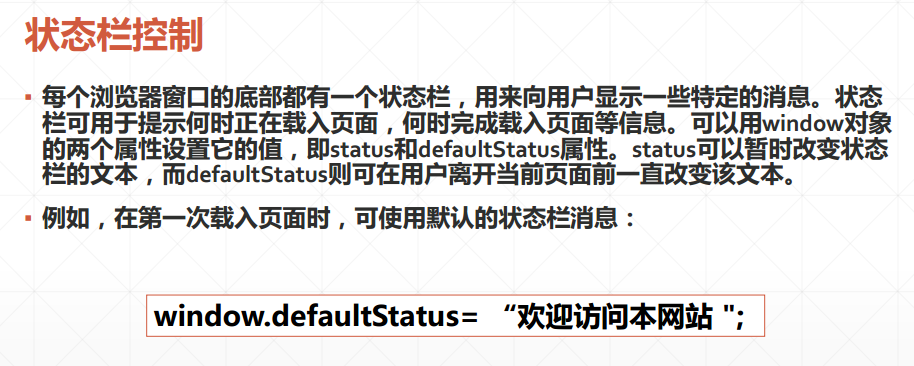 状态栏控制
▪ 每个浏览器窗口的底部都有一个状态栏，用来向用户显示一些特定的消息。状态
栏可用于提示何时正在载入页面，何时完成载入页面等信息。可以用window对象
的两个属性设置它的值，即status和defaultStatus属性。status可以暂时改变状态
栏的文本，而defaultStatus则可在用户离开当前页面前一直改变该文本。
▪ 例如，在第一次载入页面时，可使用默认的状态栏消息：
window.defaultStatus= “欢迎访问本网站 ";